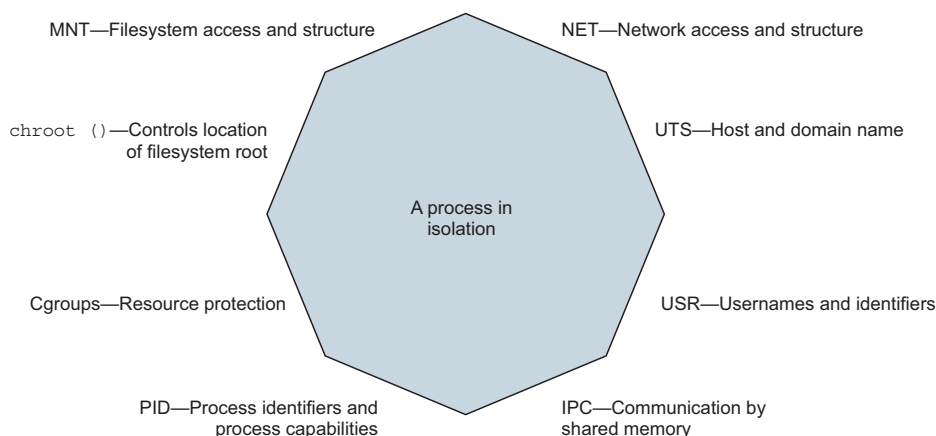 MNT—Filesystem access and structure
NET—Network access and structure
chroot ()—Controls location
of filesystem root
UTS—Host and domain name
A process in
isolation
Cgroups—Resource protection
USR—Usernames and identifiers
PID—Process identifiers and
process capabilities
IPC—Communication by
shared memory